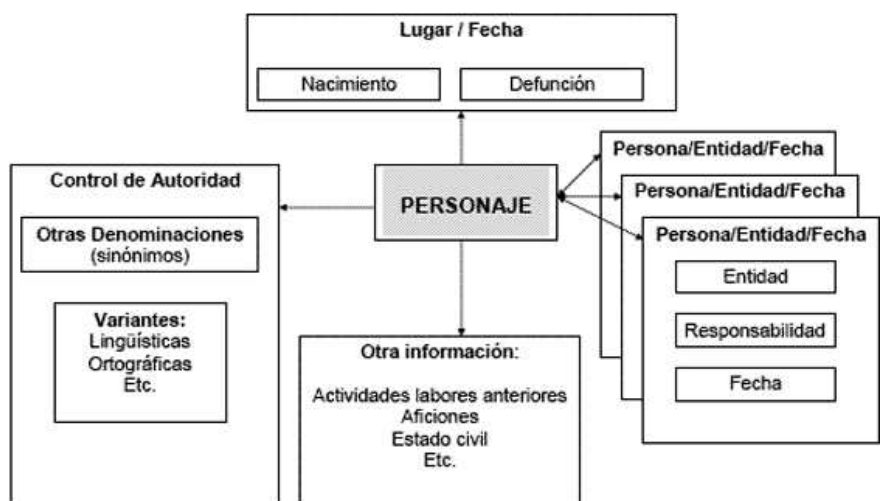 Lugar / Fecha
Nacimiento
Defunción
Control de Autoridad
Otras Denominaciones
(sinónimos)
Variantes:
Lingüísticas
Ortográficas
Etc.
PERSONAJE
Persona/Entidad/Fecha
Persona/Entidad/Fecha
Persona/Entidad/Fecha
Entidad
Responsabilidad
Fecha
Otra información:
Actividades labores anteriores
Aficiones
Estado civil
Etc.